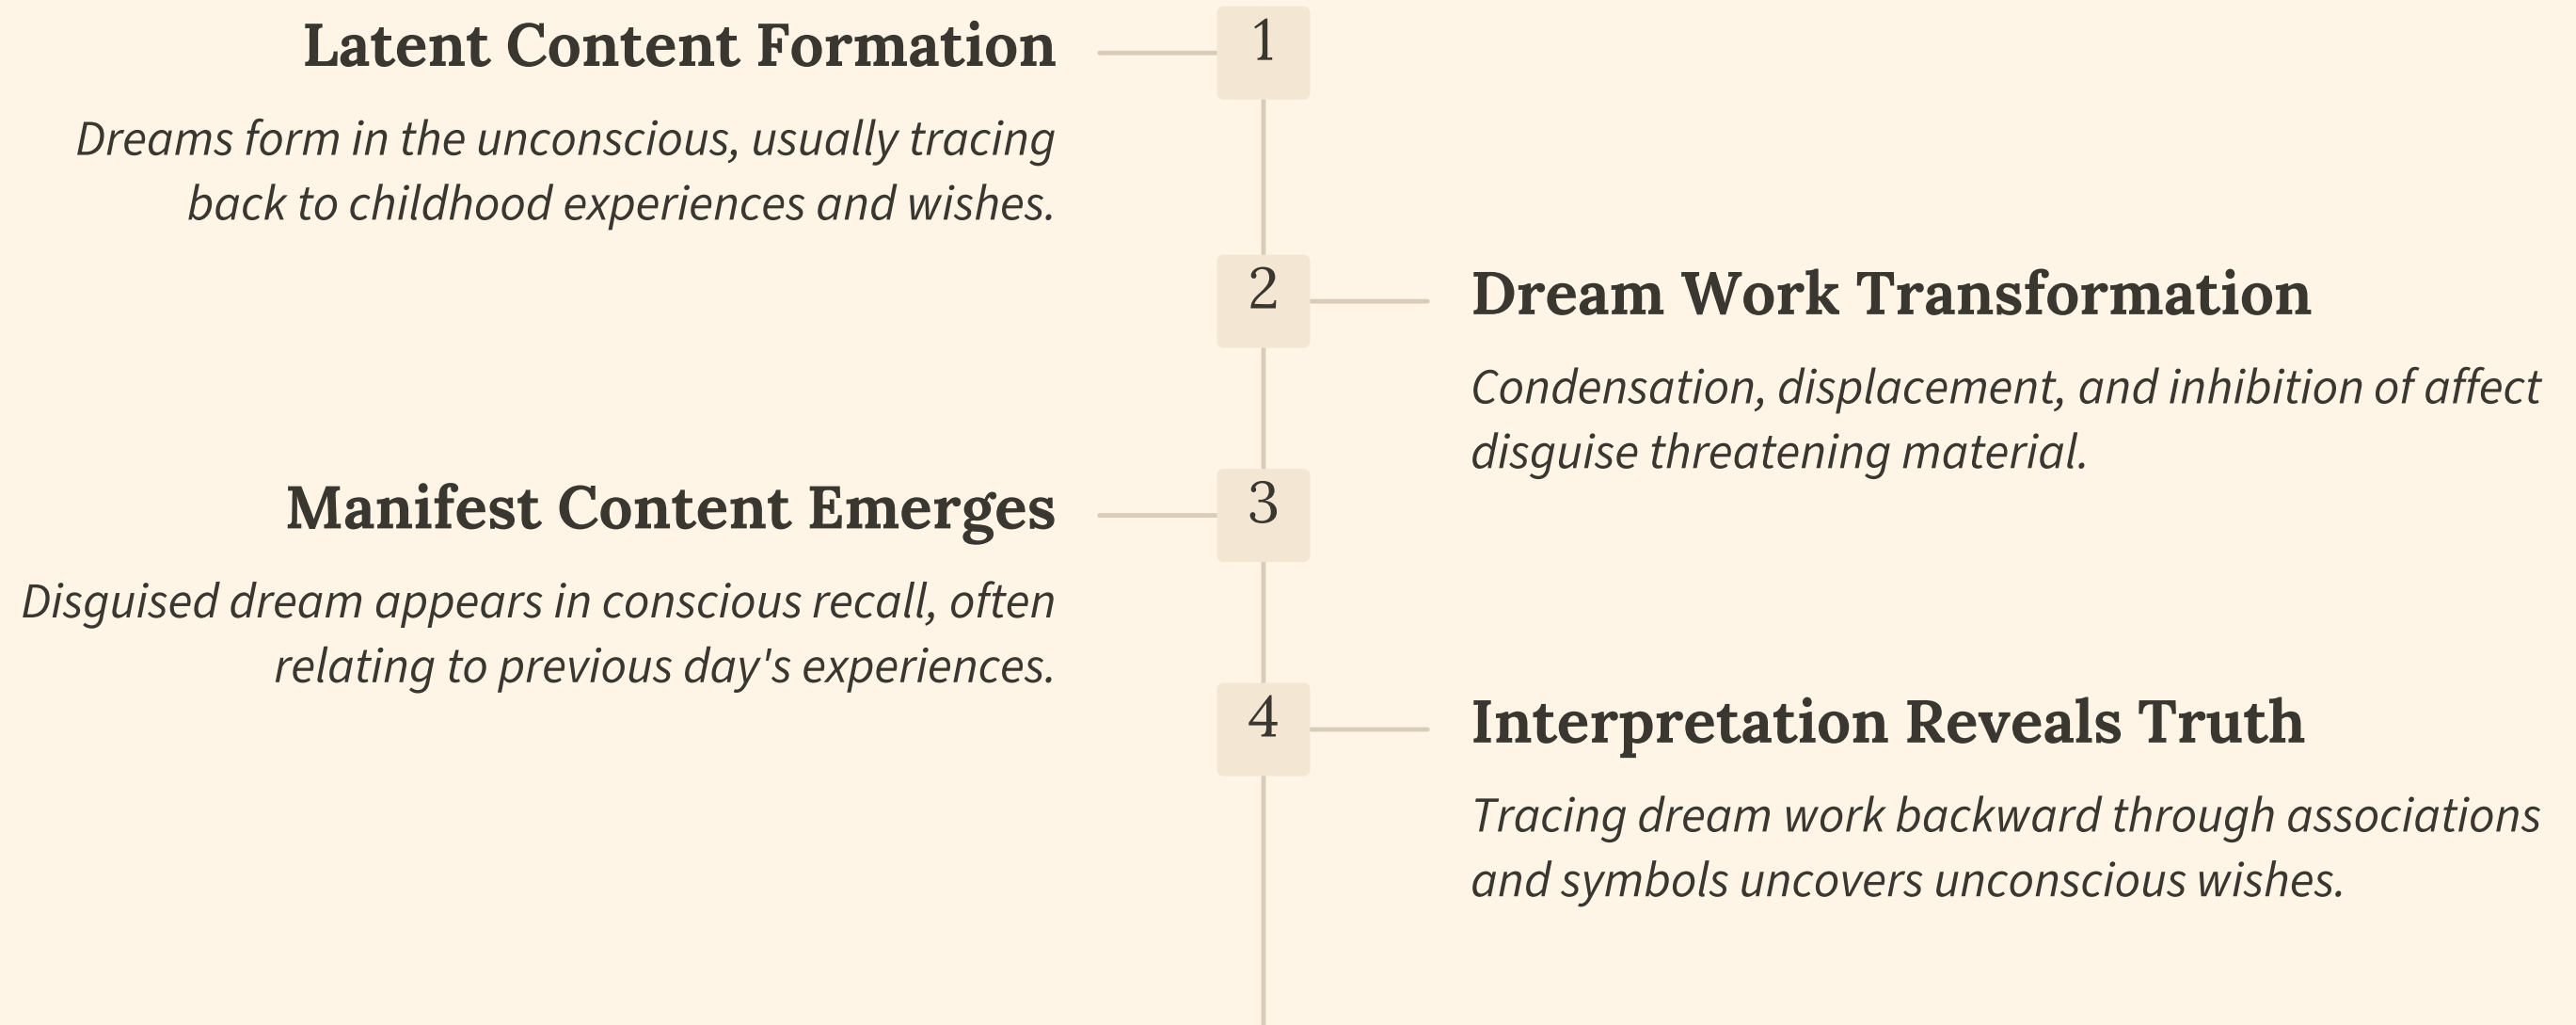 Latent Content Formation
1
Dreams form in the unconscious, usually tracing
back to childhood experiences and wishes.
2
Dream Work Transformation
Condensation, displacement, and inhibition of affect
disguise threatening material.
Manifest Content Emerges
3
Disguised dream appears in conscious recall, often
relating to previous day's experiences.
4
Interpretation Reveals Truth
Tracing dream work backward through associations
and symbols uncovers unconscious wishes.